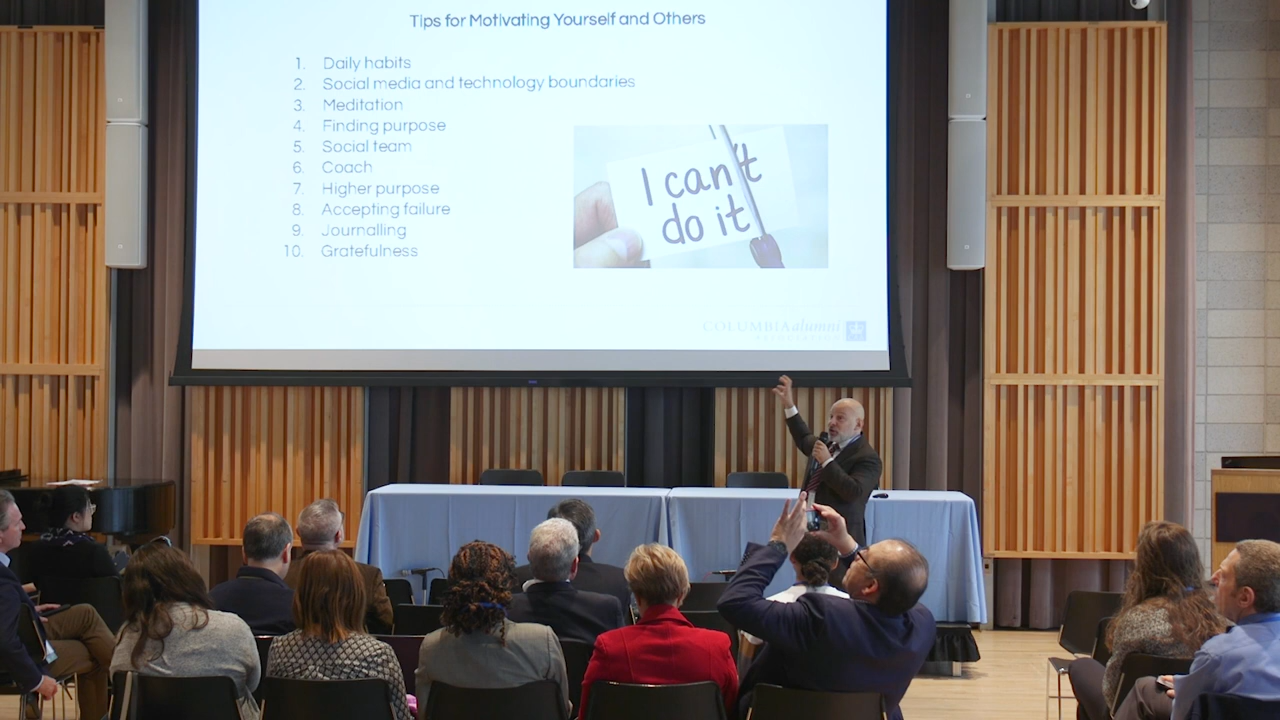 Tips for Motivating Yourself and Others
1. Daily habits
2. Social media and technology boundaries
3. Meditation
4. Finding purpose
5. Social team
6. Coach
7. Higher purpose
8. Accepting failure
9. Journalling
10. Gratefulness
I can't
do it
COLUMBIA alumni
ASSOCIATION